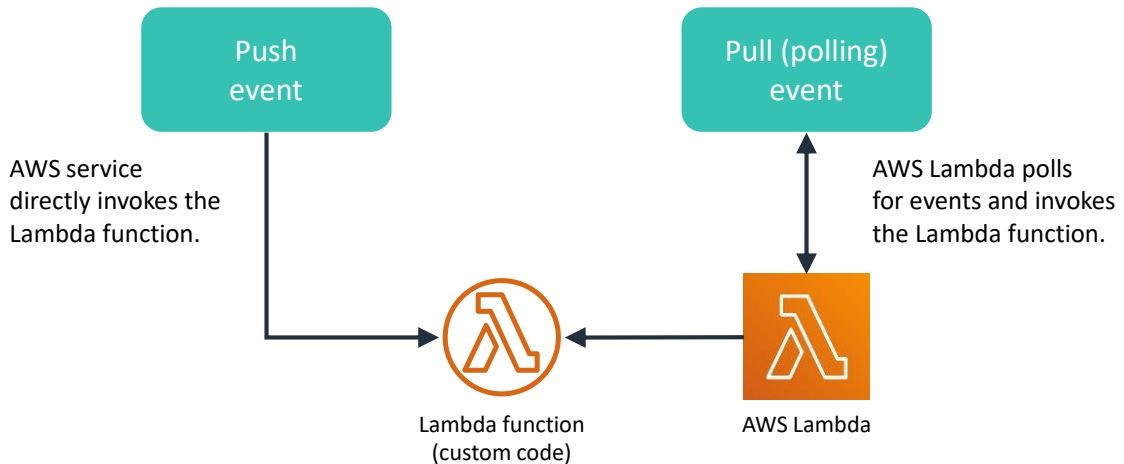 Push
event
Pull (polling)
event
AWS service
directly invokes the
Lambda function.
AWS Lambda polls
for events and invokes
the Lambda function.
Lambda function
(custom code)
AWS Lambda